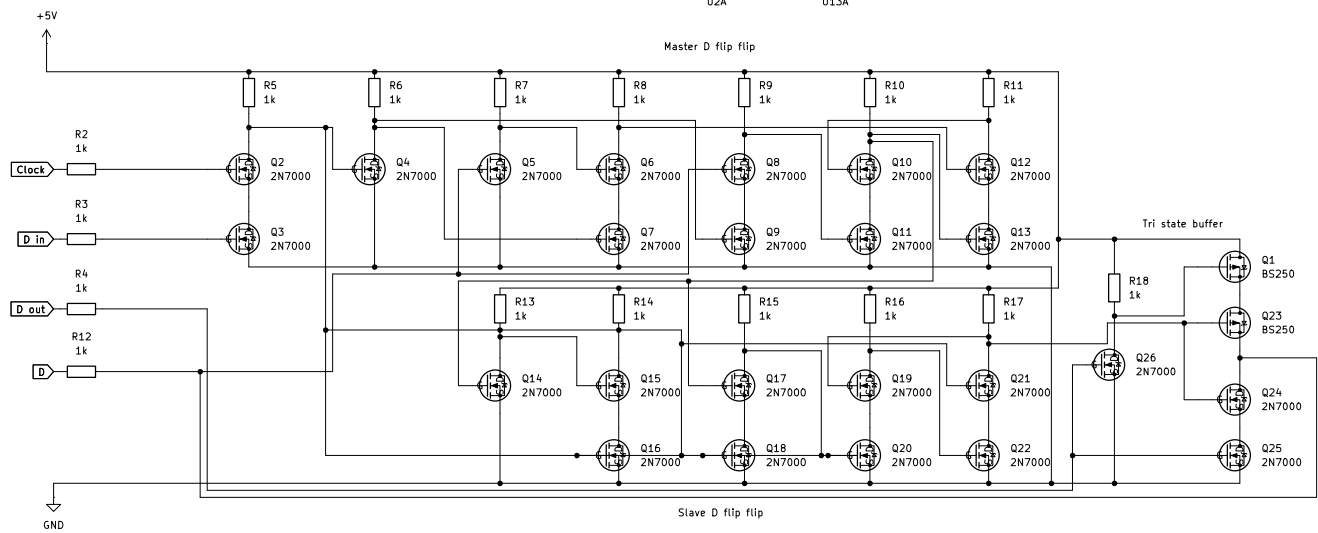 U2A U13A
+5V
Master D flip flip
R5
1k
R6
1k
R7
1k
R8
1k
R9
1k
R10
1k
R11
1k
R2
1k
Clock
Q2
2N7000
Q4
2N7000
Q5
2N7000
Q6
2N7000
Q8
2N7000
Q10
2N7000
Q12
2N7000
R3
1k
D in
Q3
2N7000
Q7
2N7000
Q9
2N7000
Q11
2N7000
Q13
2N7000
Tri state buffer
R4
1k
D out
R13
1k
R14
1k
R15
1k
R16
1k
R17
1k
R18
1k
Q1
BS250
Q23
BS250
R12
1k
D
Q14
2N7000
Q15
2N7000
Q17
2N7000
Q19
2N7000
Q21
2N7000
Q26
2N7000
Q24
2N7000
Q16
2N7000
Q18
2N7000
Q20
2N7000
Q22
2N7000
Q25
2N7000
GND
Slave D flip flip